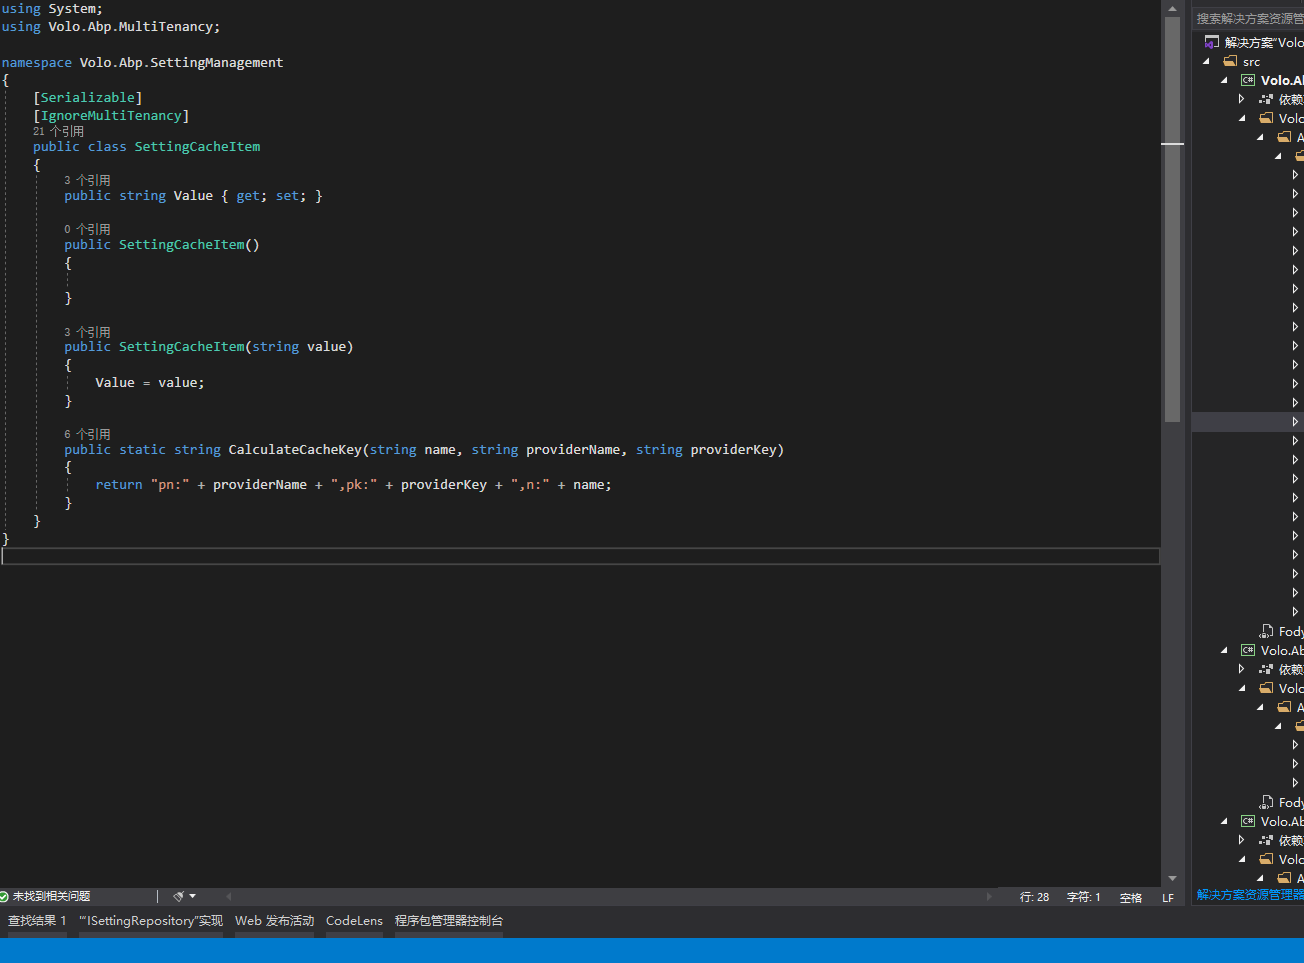 using System;
using Volo.Abp.MultiTenancy;
namespace Volo.Abp.SettingManagement
{
[Serializable]
[IgnoreMultiTenancy]
21 个引用
public class SettingCacheItem
{
3 个引用
public string Value { get; set; }
0 个引用
public SettingCacheItem()
{
}
3 个引用
public SettingCacheItem(string value)
{
Value = value;
}
6 个引用
public static string CalculateCacheKey(string name, string providerName, string providerKey)
{
return "pn:" + providerName + ",pk:" + providerKey + ",n:" + name;
}
}
}
搜索解决方案资源管
解决方案"Volo
src
Volo.Al
依赖
Volo
A
Fody
Volo.Ab
依赖
Volo
A
Fody
Volo.Ab
依赖
Volo
A
解决方案资源管理器
未找到相关问题
行: 28
字符: 1
空格
LF
查找结果 1
"'ISettingRepository"实现
Web 发布活动
CodeLens
程序包管理器控制台